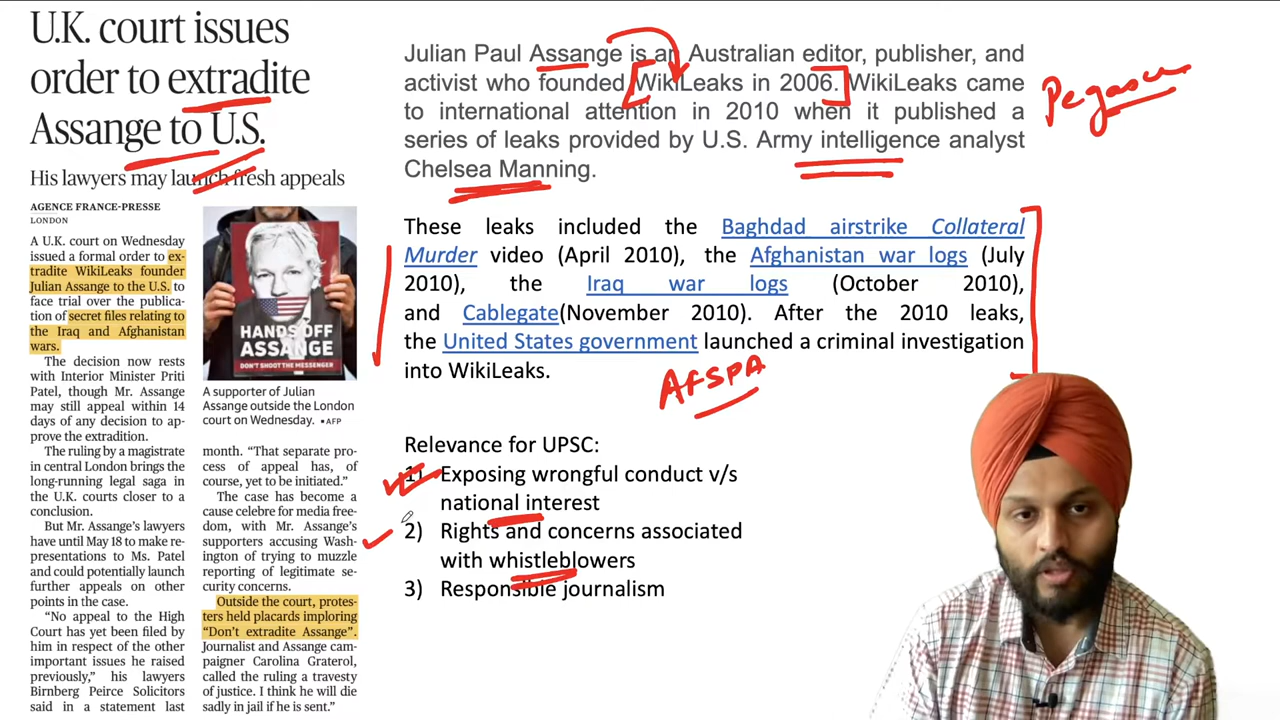 U.K. court issues
order to extradite
Assange to U.S.
His lawyers may launch fresh appeals
AGENCE FRANCE-PRESSE
LONDON
A U.K. court on Wednesday
issued a formal order to ex-
tradite WikiLeaks founder
Julian Assange to the U.S. to
face trial over the publica-
tion of secret files relating to
the Iraq and Afghanistan
wars.
The decision now rests
with Interior Minister Priti
Patel, though Mr. Assange
may still appeal within 14
days of any decision to ap-
prove the extradition.
The ruling by a magistrate
in central London brings the
long-running legal saga in
the U.K. courts closer to a
conclusion.
But Mr. Assange's lawyers
have until May 18 to make re-
presentations to Ms. Patel
and could potentially launch
further appeals on other
points in the case.
“No appeal to the High
Court has yet been filed by
him in respect of the other
important issues he raised
previously,” his lawyers
Birnberg Peirce Solicitors
said in a statement last
HANDS OFF
ASSANGE
DON'T SHOOT THE MESSENGER
A supporter of Julian
Assange outside the London
court on Wednesday. ▪ AFP
month. “That separate pro-
cess of appeal has, of
course, yet to be initiated.”
The case has become a
cause celebre for media free-
dom, with Mr. Assange's
supporters accusing Wash-
ington of trying to muzzle
reporting of legitimate se-
curity concerns.
Outside the court, protes-
ters held placards imploring
“Don't extradite Assange”.
Journalist and Assange cam-
paigner Carolina Graterol,
called the ruling a travesty
of justice. I think he will die
sadly in jail if he is sent.”
Julian Paul Assange is an Australian editor, publisher, and
activist who founded WikiLeaks in 2006. WikiLeaks came
to international attention in 2010 when it published a
series of leaks provided by U.S. Army intelligence analyst
Chelsea Manning.
Pegasus
These leaks included the Baghdad airstrike Collateral
Murder video (April 2010), the Afghanistan war logs (July
2010), the Iraq war logs (October 2010),
and Cablegate(November 2010). After the 2010 leaks,
the United States government launched a criminal investigation
into WikiLeaks.
AFSPA
Relevance for UPSC:
1) Exposing wrongful conduct v/s
national interest
2) Rights and concerns associated
with whistleblowers
3) Responsible journalism